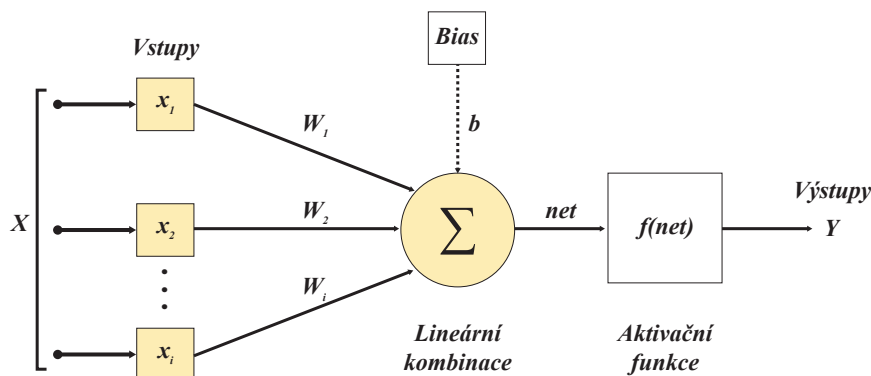 Vstupy
Bias
x1
W1
b
X
x2
W2
Σ
net
f(net)
Výstupy
Y
Wi
xi
Lineární
kombinace
Aktivační
funkce